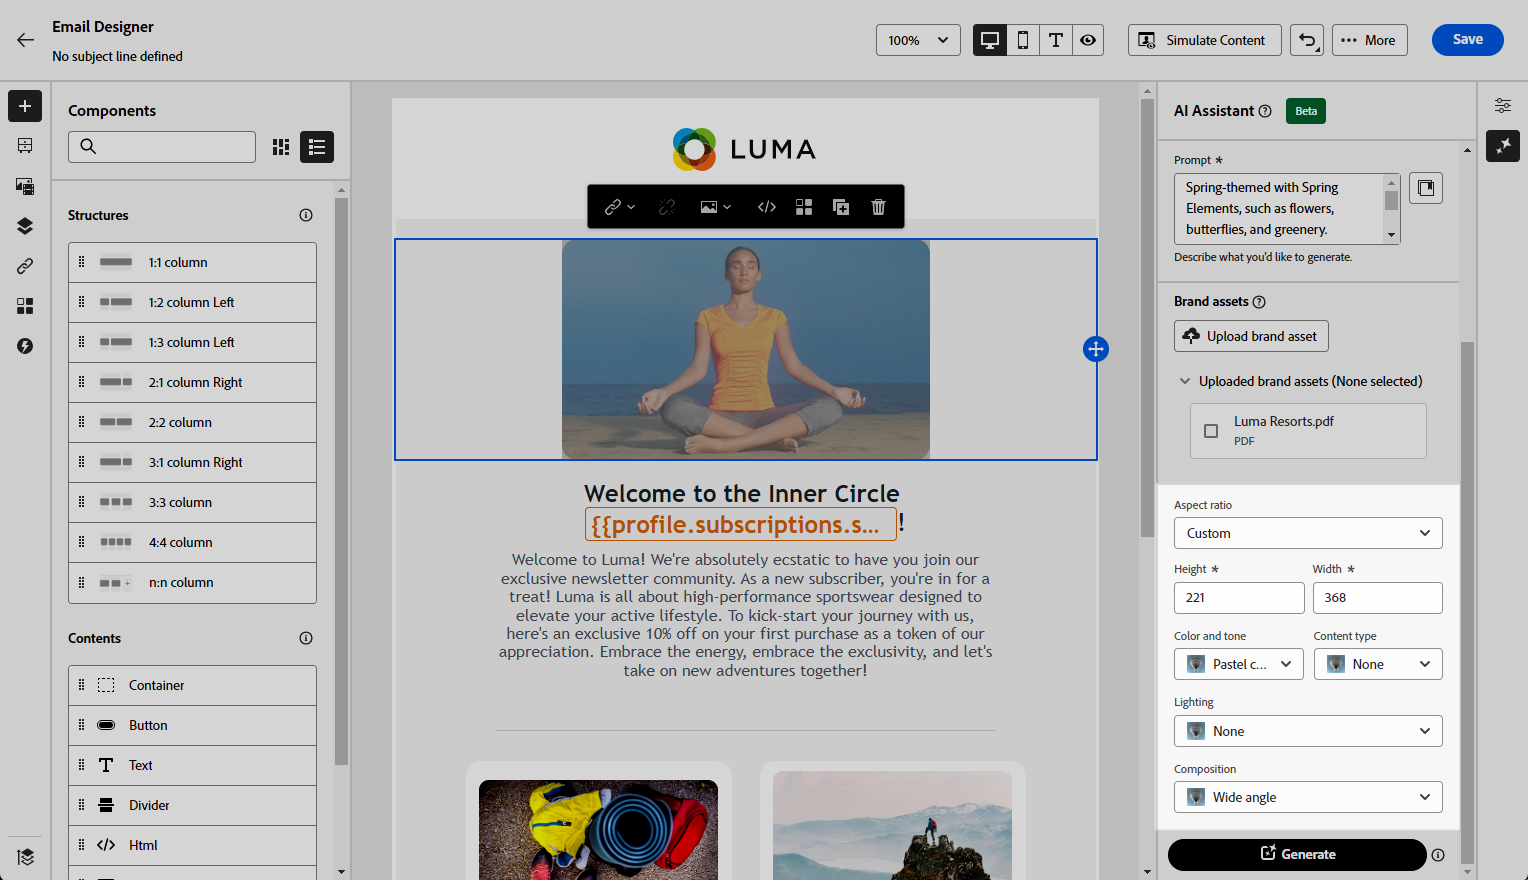 Email Designer
No subject line defined
100%
Simulate Content
More
Save
Components
Structures
1:1 column
1:2 column Left
1:3 column Left
2:1 column Right
2:2 column
3:1 column Right
3:3 column
4:4 column
n:n column
Contents
Container
Button
Text
Divider
Html
LUMA
Welcome to the Inner Circle
{{profile.subscriptions.s... !
Welcome to Luma! We're absolutely ecstatic to have you join our
exclusive newsletter community. As a new subscriber, you're in for a
treat! Luma is all about high-performance sportswear designed to
elevate your active lifestyle. To kick-start your journey with us,
here's an exclusive 10% off on your first purchase as a token of our
appreciation. Embrace the energy, embrace the exclusivity, and let's
take on new adventures together!
AI Assistant Beta
Prompt *
Spring-themed with Spring
Elements, such as flowers,
butterflies, and greenery.
Describe what you'd like to generate.
Brand assets
Upload brand asset
Uploaded brand assets (None selected)
Luma Resorts.pdf
PDF
Aspect ratio
Custom
Height * Width *
221 368
Color and tone Content type
Pastel c... None
Lighting
None
Composition
Wide angle
Generate